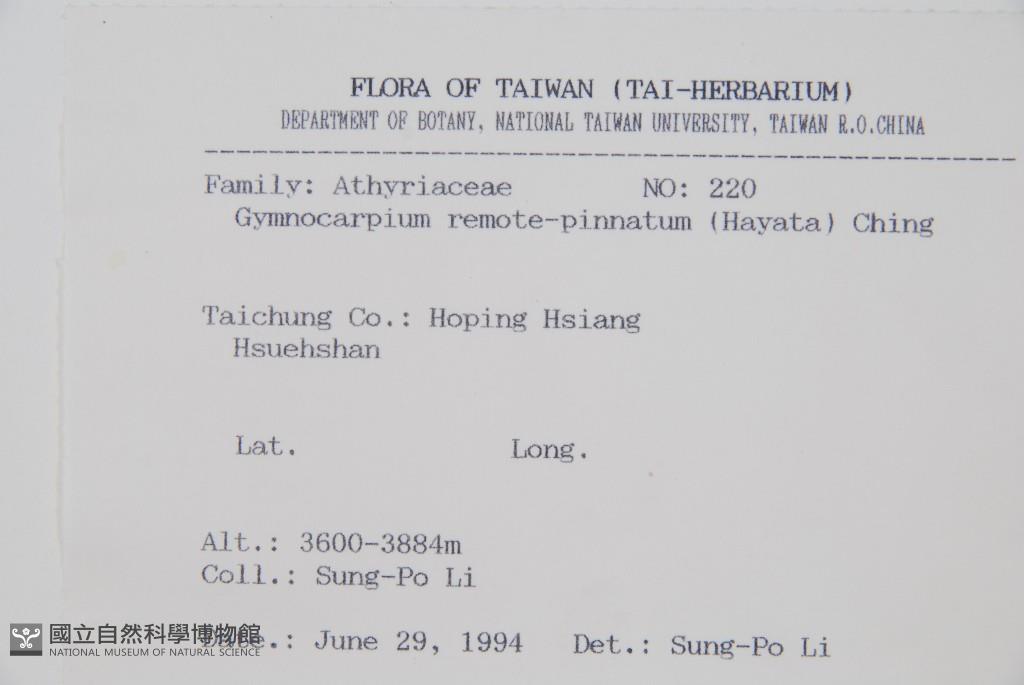 FLORA OF TAIWAN (TAI-HERBARIUM)
DEPARTMENT OF BOTANY, NATIONAL TAIWAN UNIVERSITY, TAIWAN R.O.CHINA
Family: Athyriaceae NO: 220
Gymnocarpium remote-pinnatum (Hayata) Ching
Taichung Co.: Hoping Hsiang
Hsuehshan
Lat. Long.
Alt.: 3600-3884m
Coll.: Sung-Po Li
Date.: June 29, 1994 Det.: Sung-Po Li
國立自然科學博物館
NATIONAL MUSEUM OF NATURAL SCIENCE